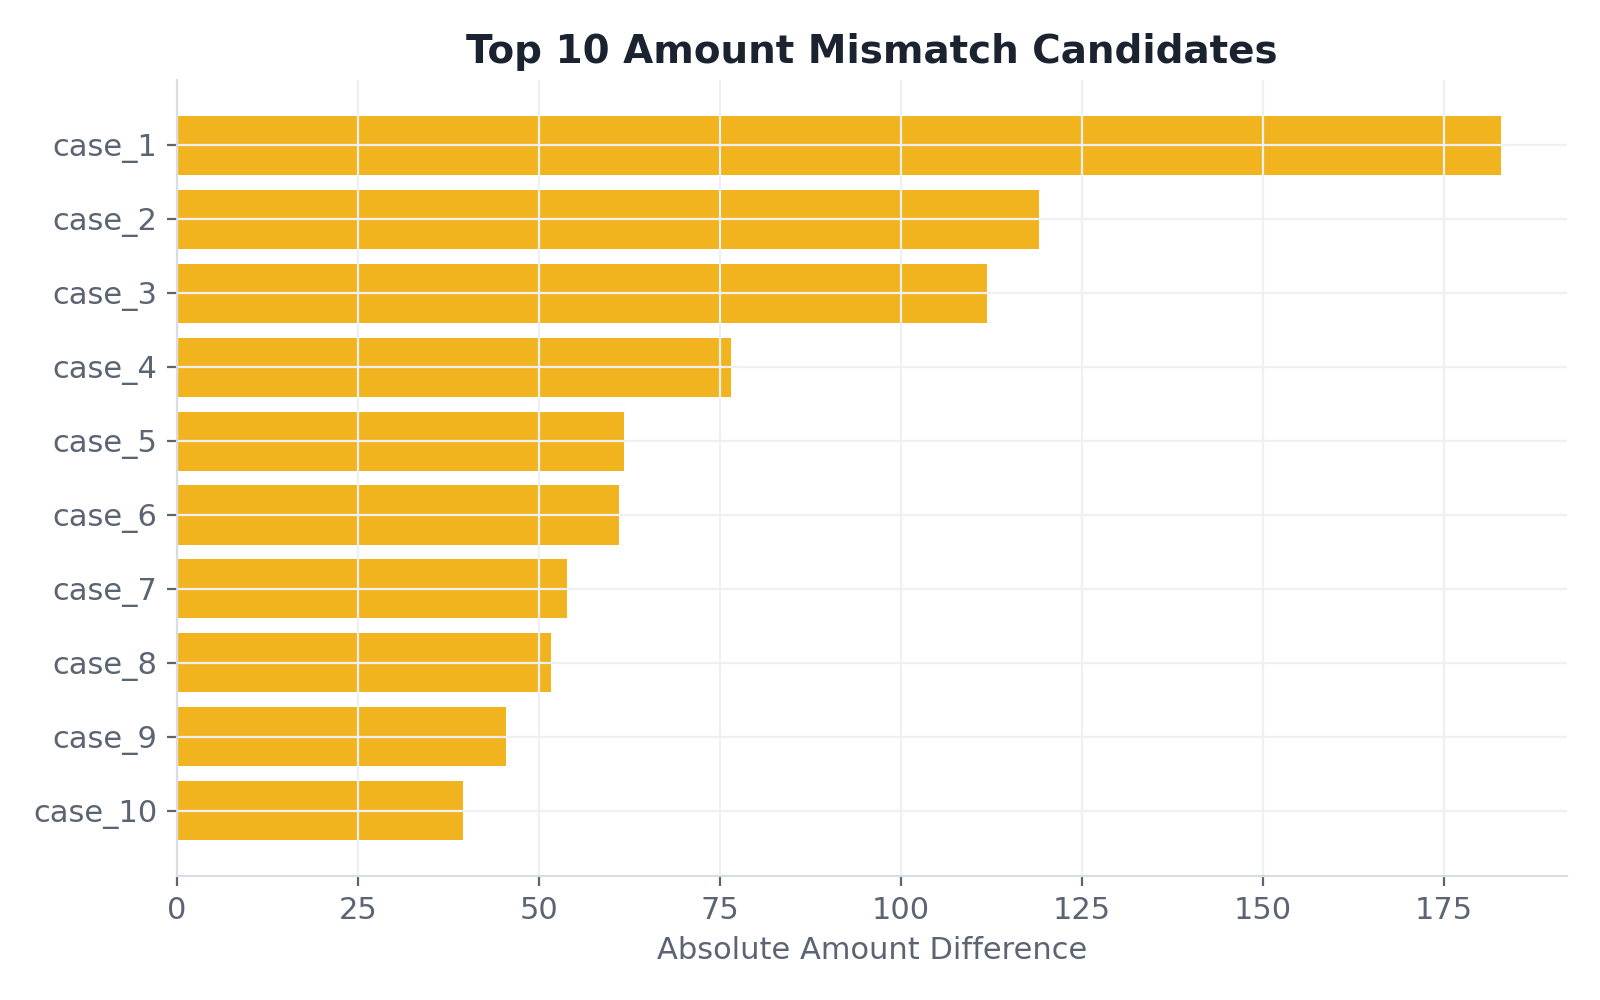 Top 10 Amount Mismatch Candidates
case_1
case_2
case_3
case_4
case_5
case_6
case_7
case_8
case_9
case_10
0 25 50 75 100 125 150 175
Absolute Amount Difference